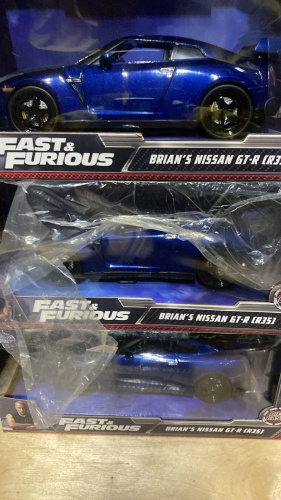 FAST & FURIOUS
BRIAN'S NISSAN GT-R (R3
FAST & FURIOUS
BRIAN'S NISSAN GT-R (R35)
FAST & FURIOUS
BRIAN'S NISSAN GT-R (R35)